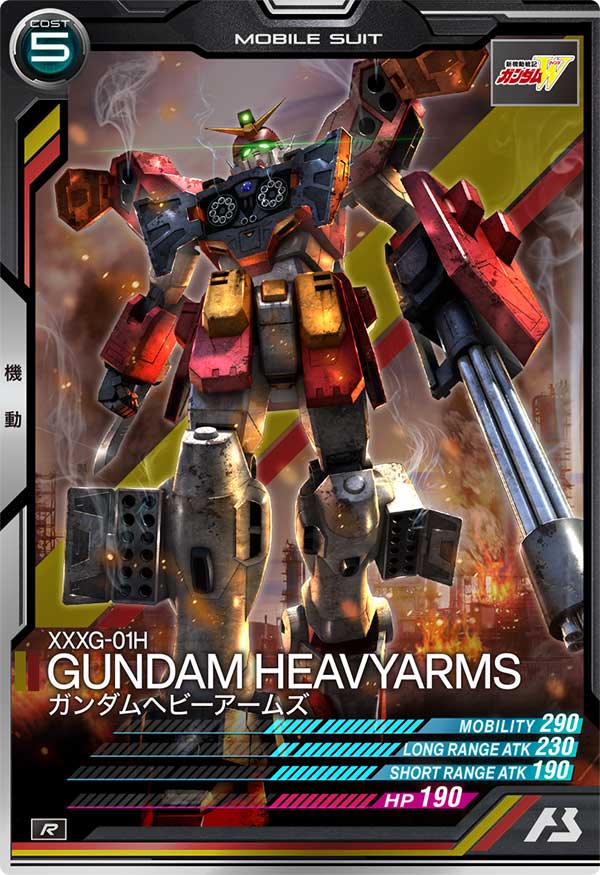 COST
5
MOBILE SUIT
新機動戦記
ガンダムW
機動
XXXG-01H
GUNDAM HEAVYARMS
ガンダムヘビーアームズ
MOBILITY 290
LONG RANGE ATK 230
SHORT RANGE ATK 190
HP 190
R